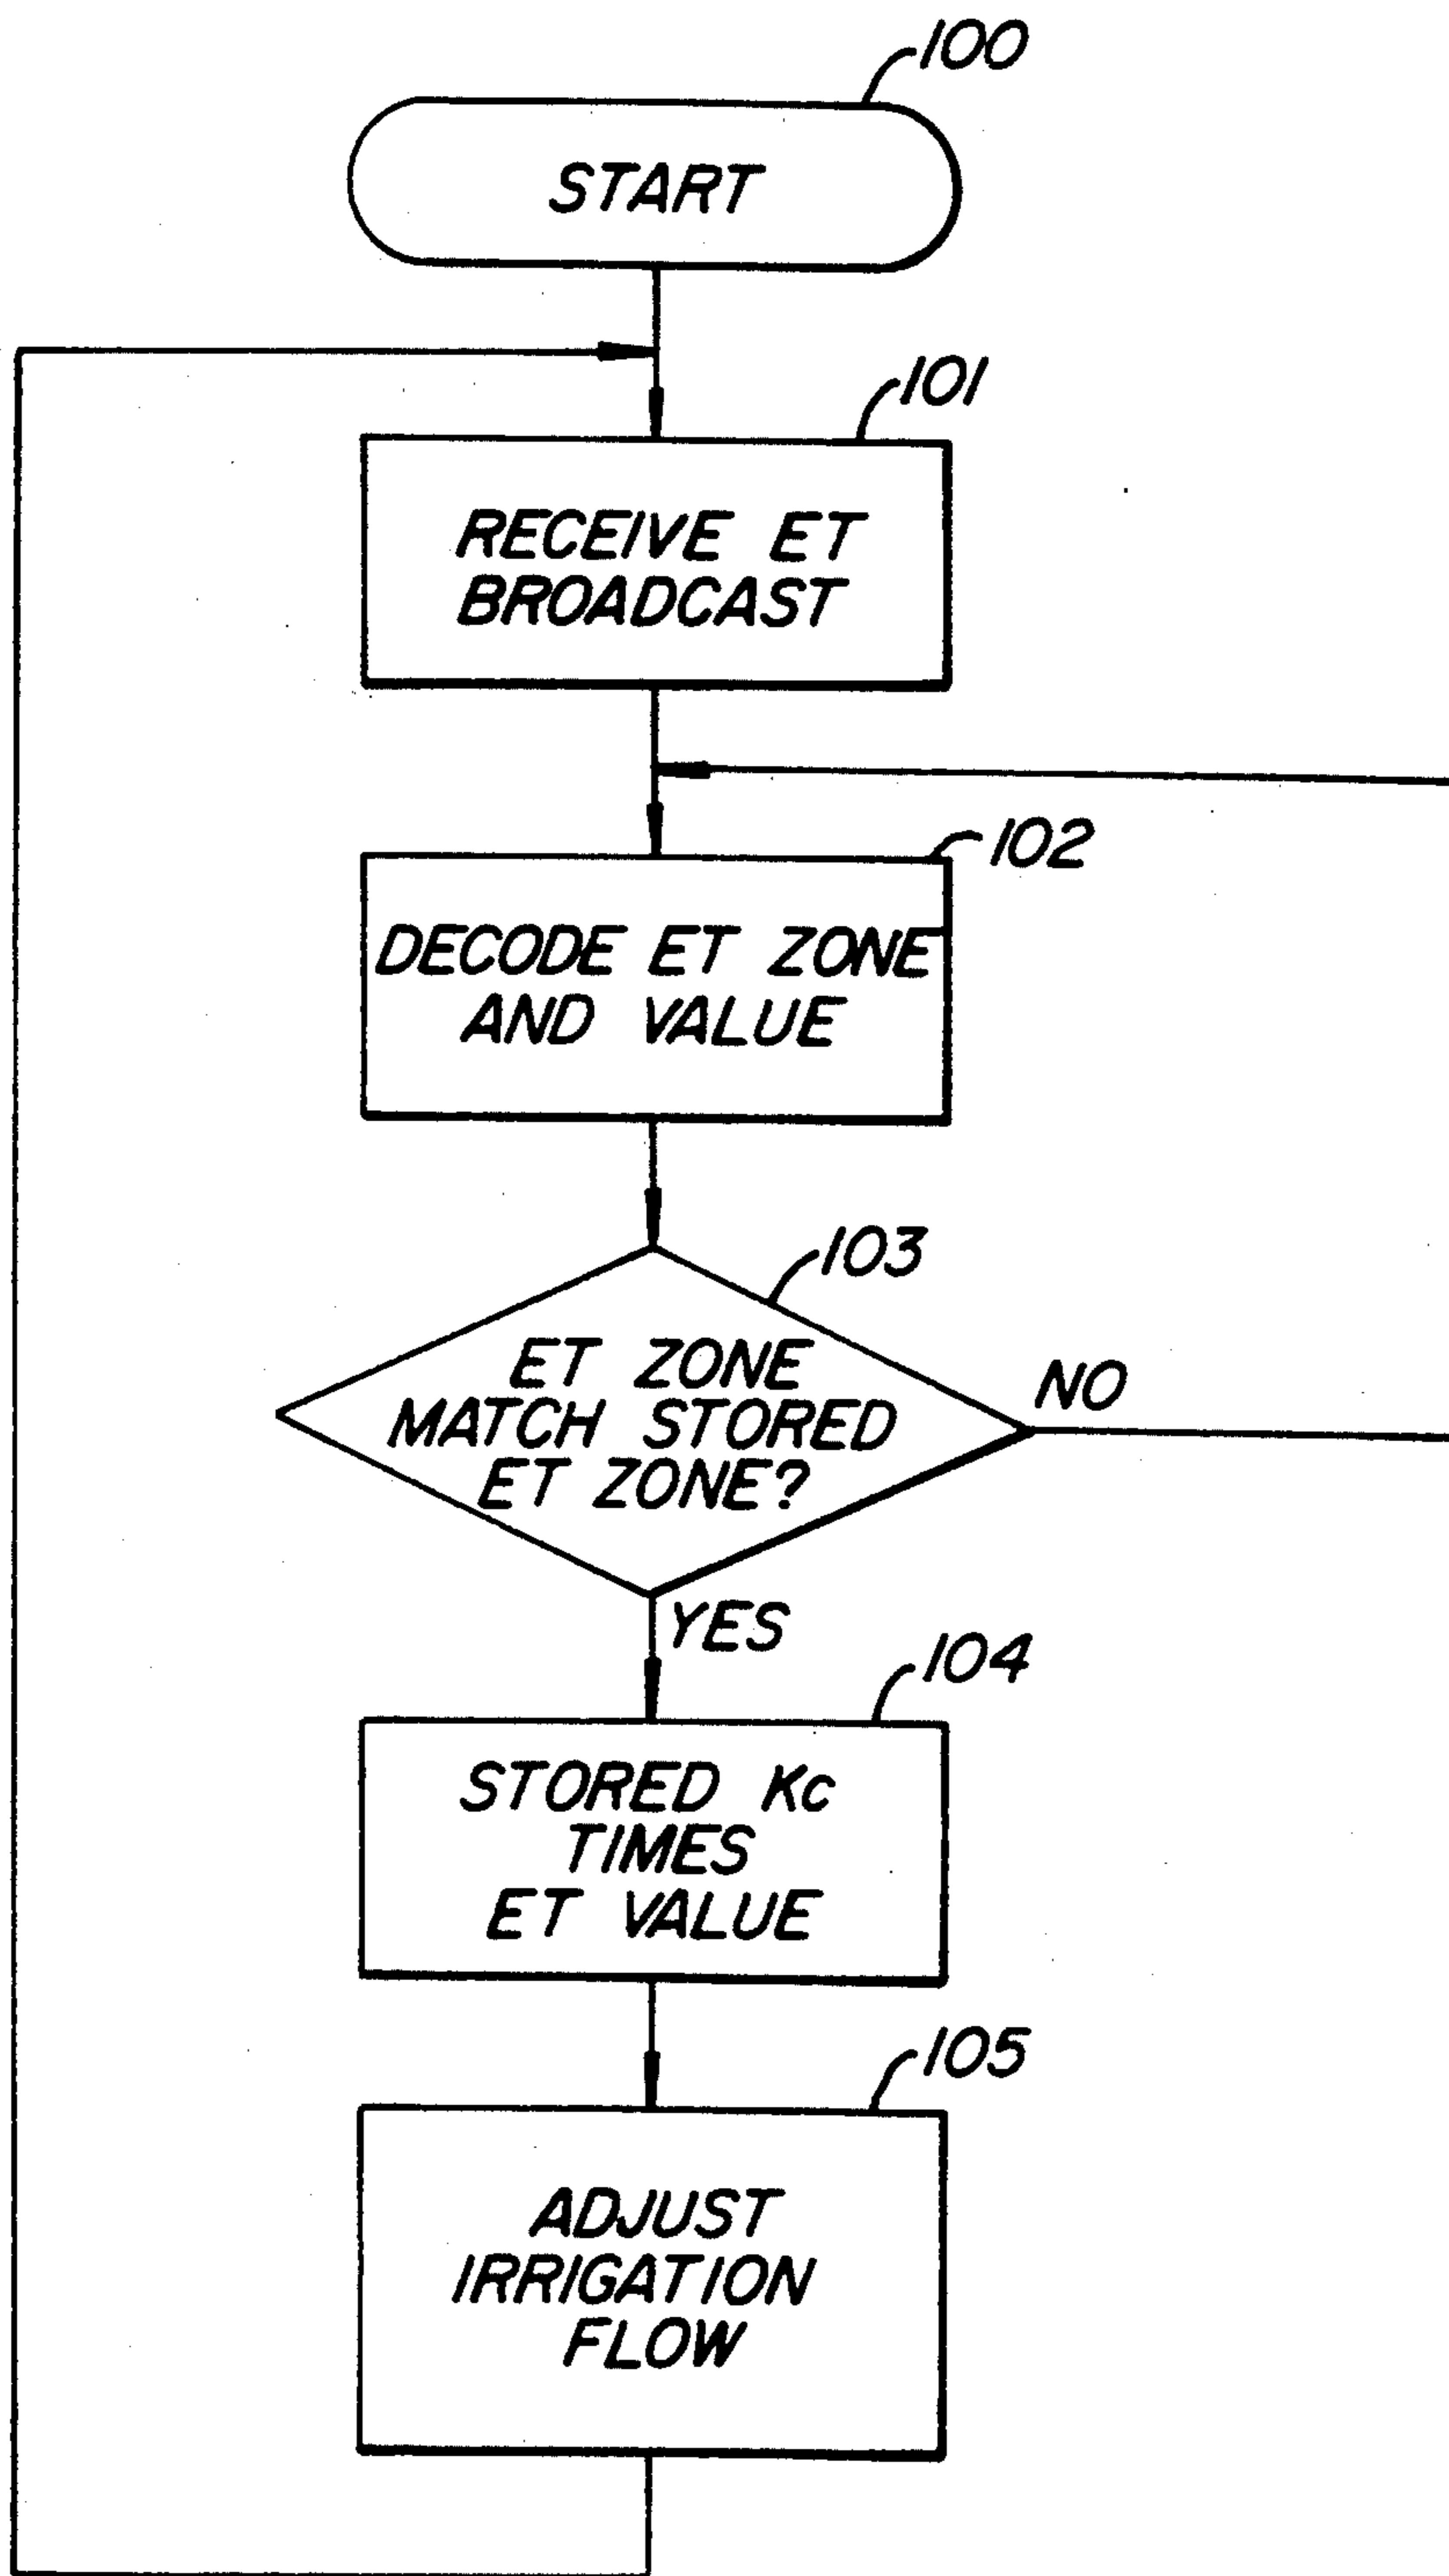 100
START
101
RECEIVE ET
BROADCAST
102
DECODE ET ZONE
AND VALUE
103
ET ZONE
MATCH STORED
ET ZONE?
NO
YES
104
STORED Kc
TIMES
ET VALUE
105
ADJUST
IRRIGATION
FLOW